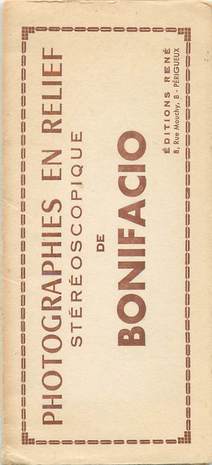 PHOTOGRAPHIES EN RELIEF
STÉRÉOSCOPIQUE
DE
BONIFACIO
ÉDITIONS RENÉ
8, Rue Mouchy, 8 - PÉRIGUEUX